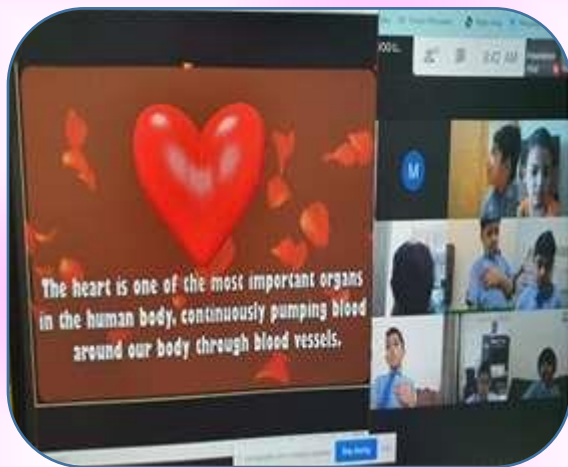 The heart is one of the most important organs
in the human body, continuously pumping blood
around our body through blood vessels.
M